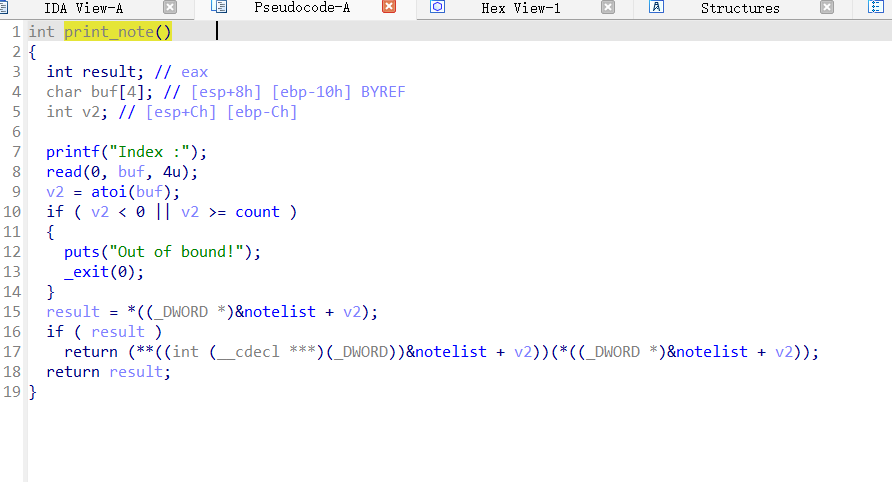 IDA View-A Pseudocode-A Hex View-1 Structures
1 int print_note()
2 {
3 int result; // eax
4 char buf[4]; // [esp+8h] [ebp-10h] BYREF
5 int v2; // [esp+Ch] [ebp-Ch]
6
7 printf("Index :");
8 read(0, buf, 4u);
9 v2 = atoi(buf);
10 if ( v2 < 0 || v2 >= count )
11 {
12 puts("Out of bound!");
13 _exit(0);
14 }
15 result = *((_DWORD *)&notelist + v2);
16 if ( result )
17 return (**((int (__cdecl ***)(_DWORD))&notelist + v2))(*((_DWORD *)&notelist + v2));
18 return result;
19 }